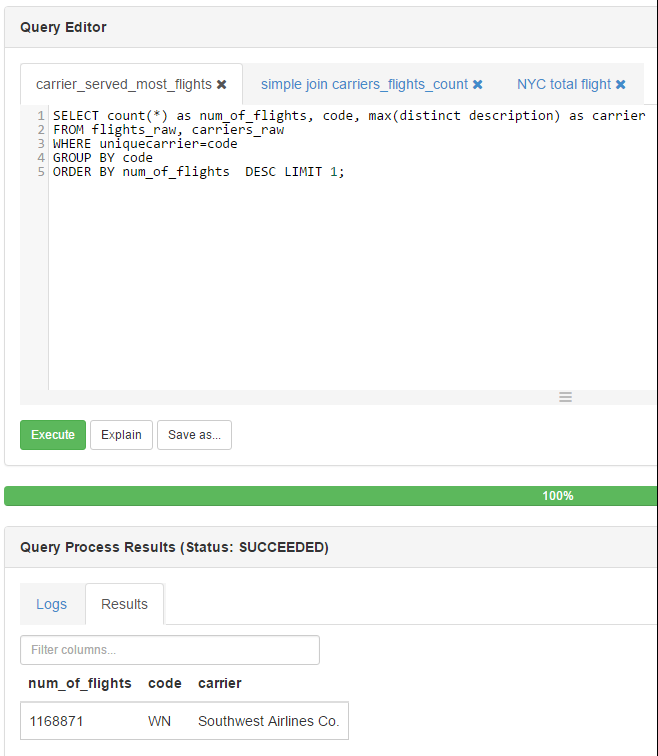 Query Editor
carrier_served_most_flights ✖ simple join carriers_flights_count ✖ NYC total flight ✖
1 SELECT count(*) as num_of_flights, code, max(distinct description) as carrier
2 FROM flights_raw, carriers_raw
3 WHERE uniquecarrier=code
4 GROUP BY code
5 ORDER BY num_of_flights  DESC LIMIT 1;
Execute Explain Save as...
100%
Query Process Results (Status: SUCCEEDED)
Logs Results
Filter columns...
num_of_flights code carrier
1168871 WN Southwest Airlines Co.